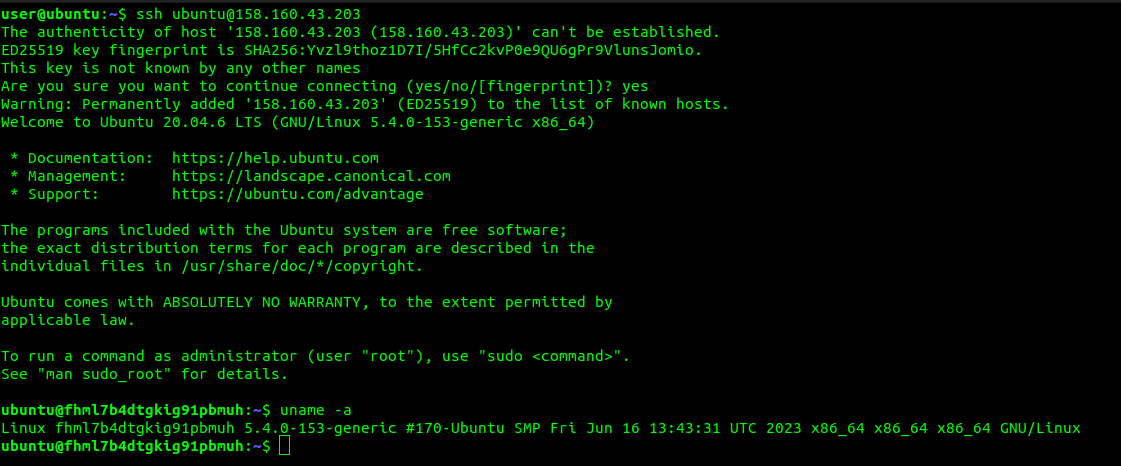 user@ubuntu:~$ ssh ubuntu@158.160.43.203
The authenticity of host '158.160.43.203 (158.160.43.203)' can't be established.
ED25519 key fingerprint is SHA256:Yvzl9thoz1D7I/5HfCc2kvP0e9QU6gPr9VlunsJomio.
This key is not known by any other names
Are you sure you want to continue connecting (yes/no/[fingerprint])? yes
Warning: Permanently added '158.160.43.203' (ED25519) to the list of known hosts.
Welcome to Ubuntu 20.04.6 LTS (GNU/Linux 5.4.0-153-generic x86_64)
* Documentation:  https://help.ubuntu.com
* Management:     https://landscape.canonical.com
* Support:        https://ubuntu.com/advantage
The programs included with the Ubuntu system are free software;
the exact distribution terms for each program are described in the
individual files in /usr/share/doc/*/copyright.
Ubuntu comes with ABSOLUTELY NO WARRANTY, to the extent permitted by
applicable law.
To run a command as administrator (user "root"), use "sudo <command>".
See "man sudo_root" for details.
ubuntu@fhml7b4dtgkig91pbmuh:~$ uname -a
Linux fhml7b4dtgkig91pbmuh 5.4.0-153-generic #170-Ubuntu SMP Fri Jun 16 13:43:31 UTC 2023 x86_64 x86_64 x86_64 GNU/Linux
ubuntu@fhml7b4dtgkig91pbmuh:~$